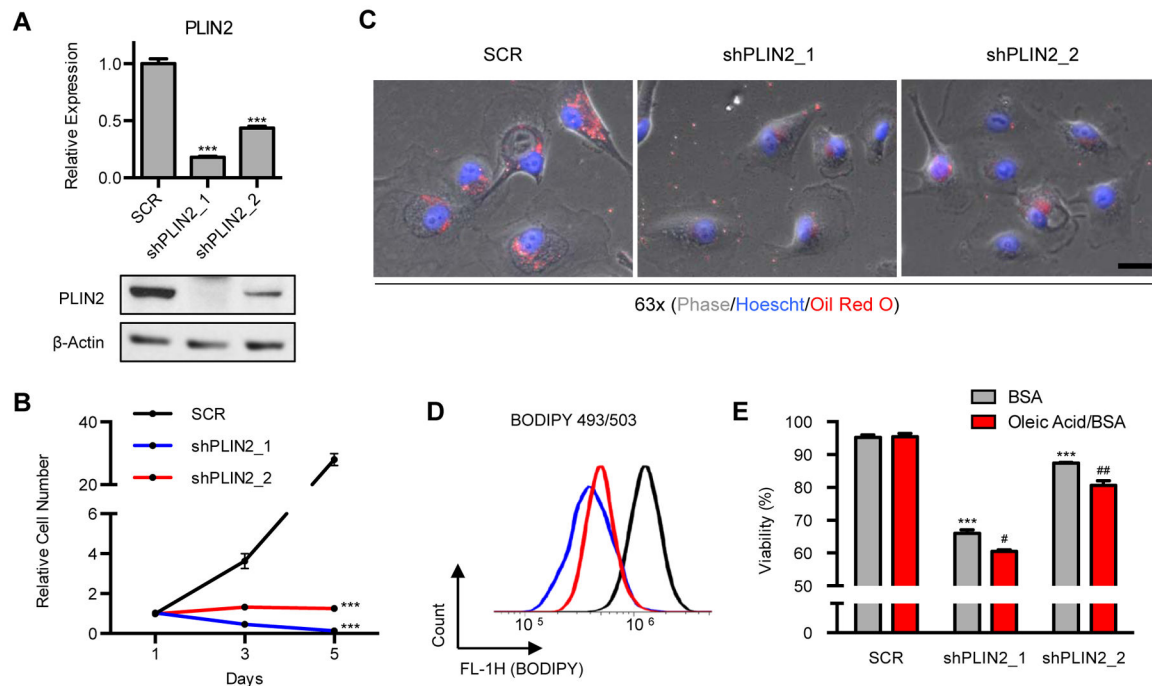 A
PLIN2
Relative Expression
1.0
0.5
0.0
***
***
SCR
shPLIN2_1
shPLIN2_2
PLIN2
β-Actin
B
SCR
shPLIN2_1
shPLIN2_2
Relative Cell Number
40
30
20
6
4
2
0
***
***
1 3 5
Days
C
SCR shPLIN2_1 shPLIN2_2
63x (Phase/Hoescht/Oil Red O)
D
BODIPY 493/503
Count
10 5 10 6
FL-1H (BODIPY)
E
BSA
Oleic Acid/BSA
Viability (%)
100
90
80
70
60
50
0
***
#
***
##
SCR shPLIN2_1 shPLIN2_2